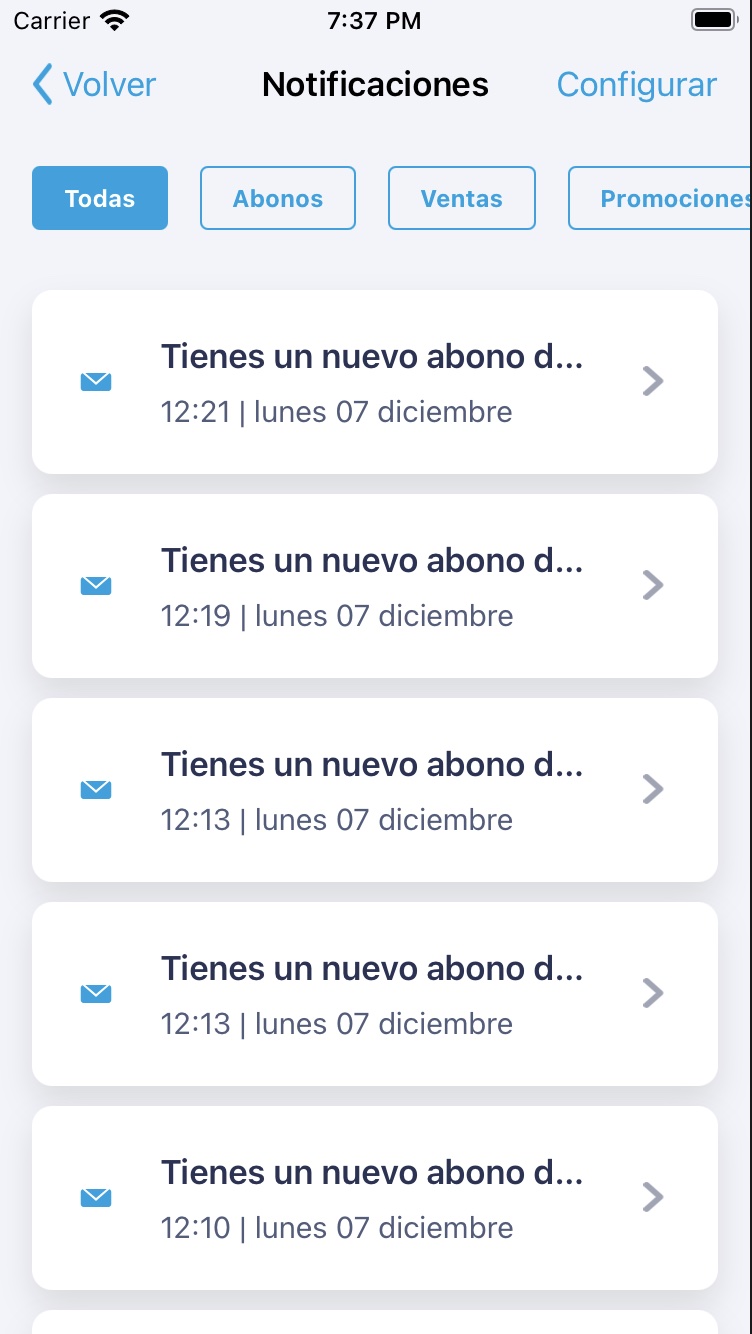 Carrier 7:37 PM
Volver Notificaciones Configurar
Todas Abonos Ventas Promociones
Tienes un nuevo abono d...
12:21 | lunes 07 diciembre
Tienes un nuevo abono d...
12:19 | lunes 07 diciembre
Tienes un nuevo abono d...
12:13 | lunes 07 diciembre
Tienes un nuevo abono d...
12:13 | lunes 07 diciembre
Tienes un nuevo abono d...
12:10 | lunes 07 diciembre